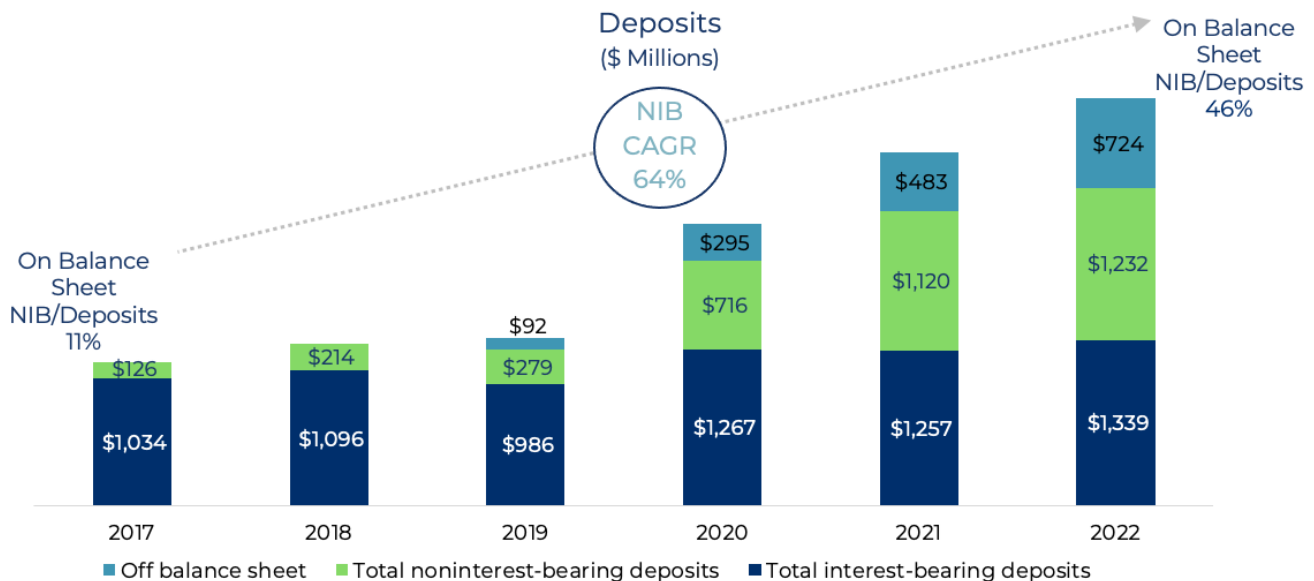 Deposits
($ Millions)
On Balance
Sheet
NIB/Deposits
46%
NIB
CAGR
64%
On Balance
Sheet
NIB/Deposits
11%
$724
$483
$295
$92
$1,232
$1,120
$716
$279
$214
$126
$1,034
$1,096
$986
$1,267
$1,257
$1,339
2017 2018 2019 2020 2021 2022
Off balance sheet Total noninterest-bearing deposits Total interest-bearing deposits